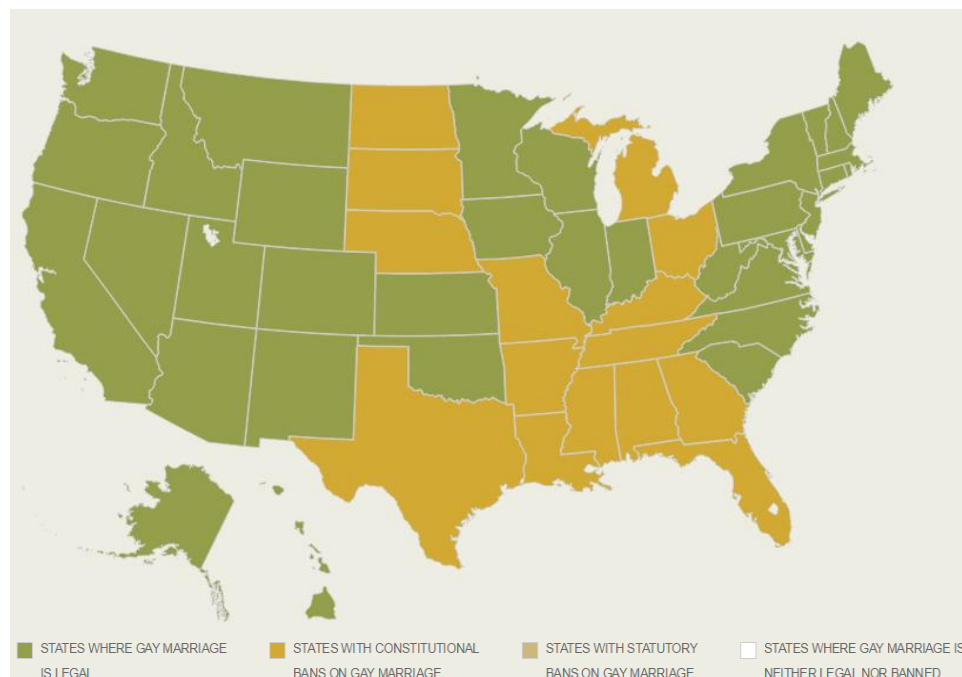 STATES WHERE GAY MARRIAGE
IS LEGAL
STATES WITH CONSTITUTIONAL
BANS ON GAY MARRIAGE
STATES WITH STATUTORY
BANS ON GAY MARRIAGE
STATES WHERE GAY MARRIAGE IS
NEITHER LEGAL NOR BANNED